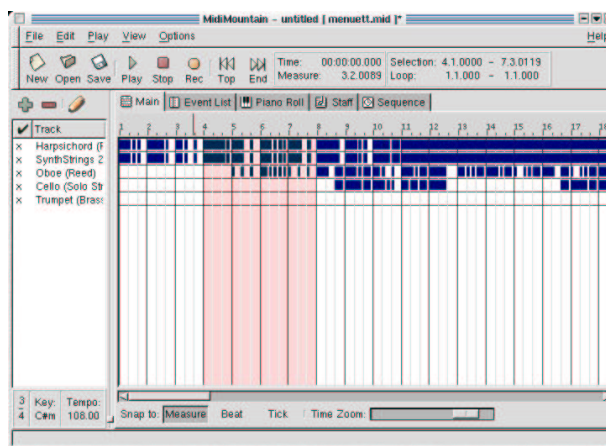 MidiMountain - untitled [ menuett.mid ]*
File Edit Play View Options Help
Time: 00:00:00.000 Selection: 4.1.0000 - 7.3.0119
Measure: 3.2.0089 Loop: 1.1.000 - 1.1.000
New Open Save Play Stop Rec Top End
Main Event List Piano Roll Staff Sequence
Track 1 2 3 4 5 6 7 8 9 10 11 12 13 14 15 16 17 18
x Harpsichord (F
x SynthStrings 2
x Oboe (Reed)
x Cello (Solo Str
x Trumpet (Brass
3 Key: Tempo:
4 C#m 108.00
Snap to: Measure Beat Tick Time Zoom: